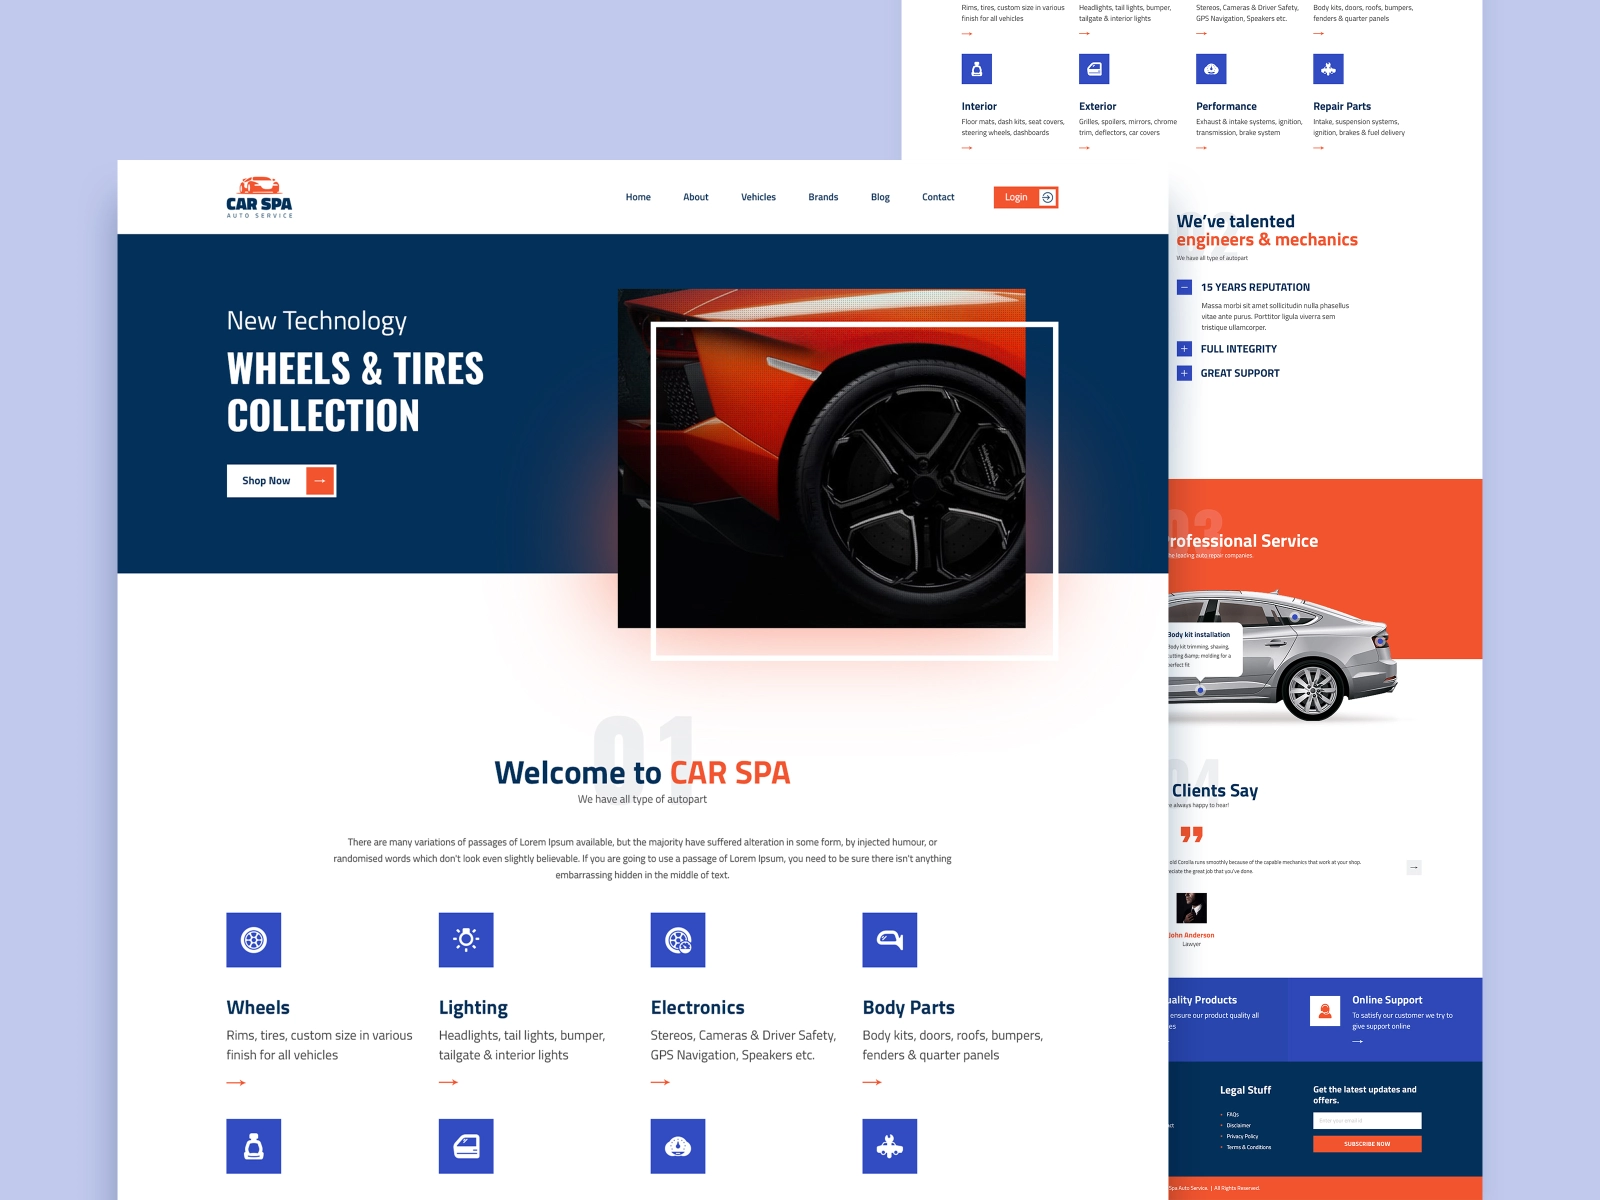 Rims, tires, custom size in various
finish for all vehicles
Headlights, tail lights, bumper,
tailgate & interior lights
Stereos, Cameras & Driver Safety,
GPS Navigation, Speakers etc.
Body kits, doors, roofs, bumpers,
fenders & quarter panels
Interior
Floor mats, dash kits, seat covers,
steering wheels, dashboards
Exterior
Grilles, spoilers, mirrors, chrome
trim, deflectors, car covers
Performance
Exhaust & intake systems, ignition,
transmission, brake system
Repair Parts
Intake, suspension systems,
ignition, brakes & fuel delivery
CAR SPA
AUTO SERVICE
Home
About
Vehicles
Brands
Blog
Contact
Login
New Technology
WHEELS & TIRES
COLLECTION
Shop Now
01
Welcome to CAR SPA
We have all type of autopart
There are many variations of passages of Lorem Ipsum available, but the majority have suffered alteration in some form, by injected humour, or
randomised words which don't look even slightly believable. If you are going to use a passage of Lorem Ipsum, you need to be sure there isn't anything
embarrassing hidden in the middle of text.
Wheels
Rims, tires, custom size in various
finish for all vehicles
Lighting
Headlights, tail lights, bumper,
tailgate & interior lights
Electronics
Stereos, Cameras & Driver Safety,
GPS Navigation, Speakers etc.
Body Parts
Body kits, doors, roofs, bumpers,
fenders & quarter panels
We've talented
engineers & mechanics
We have all type of autopart
15 YEARS REPUTATION
Massa morbi sit amet sollicitudin nulla phasellus
vitae ante purus. Porttitor ligula viverra sem
tristique ullamcorper.
FULL INTEGRITY
GREAT SUPPORT
03
rofessional Service
he leading auto repair companies.
Body kit installation
Body kit trimming, shaving,
cutting &amp; molding for a
perfect fit
04
Clients Say
e always happy to hear!
old Corolla runs smoothly because of the capable mechanics that work at your shop.
eciate the great job that you've done.
John Anderson
Lawyer
uality Products
ensure our product quality all
es
Online Support
To satisfy our customer we try to
give support online
ct
Legal Stuff
FAQs
Disclaimer
Privacy Policy
Terms & Conditions
Get the latest updates and
offers.
Enter your email id
SUBSCRIBE NOW
Spa Auto Service. | All Rights Reserved.